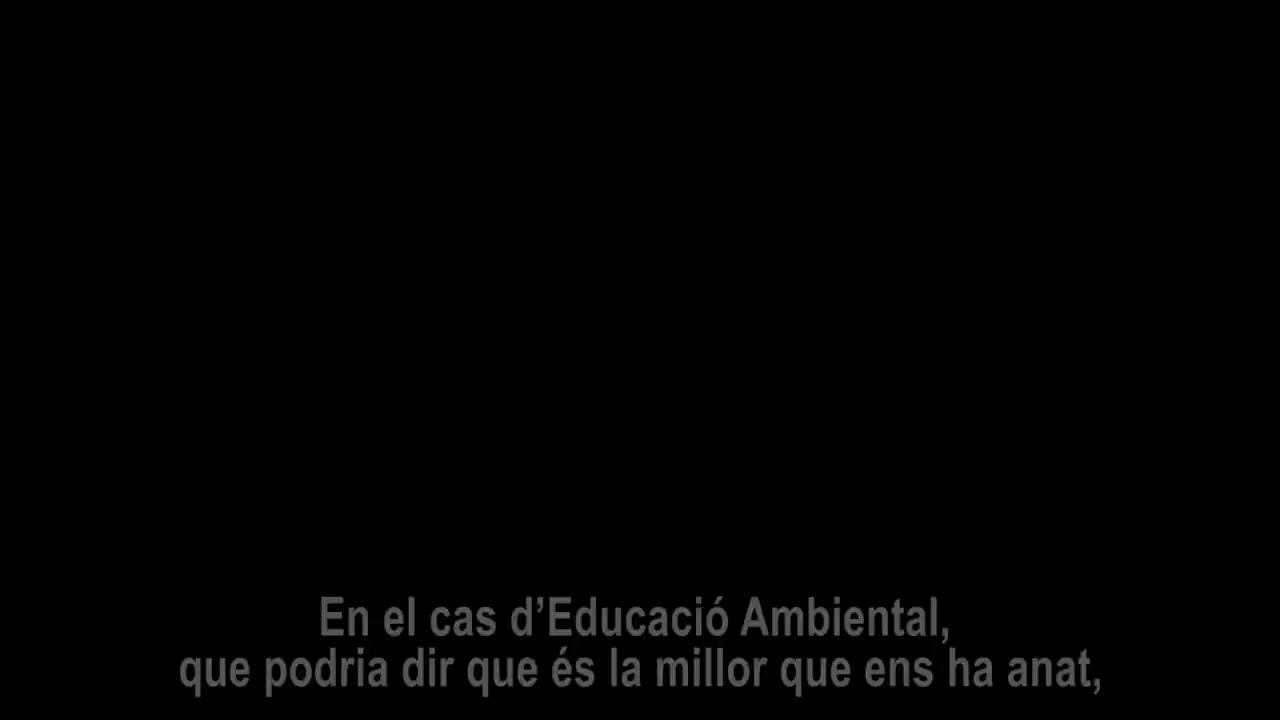 En el cas d’Educació Ambiental,
que podria dir que és la millor que ens ha anat,